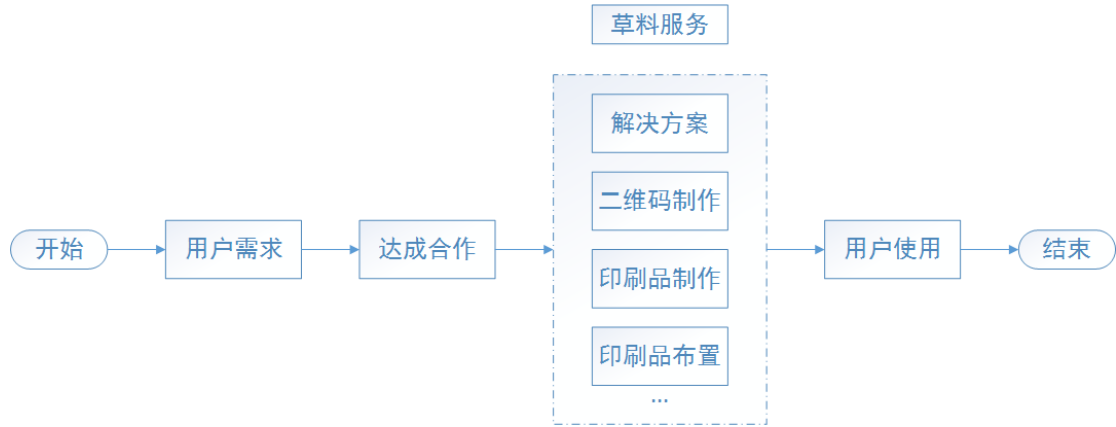 草料服务
解决方案
二维码制作
开始
用户需求
达成合作
用户使用
结束
印刷品制作
印刷品布置
...